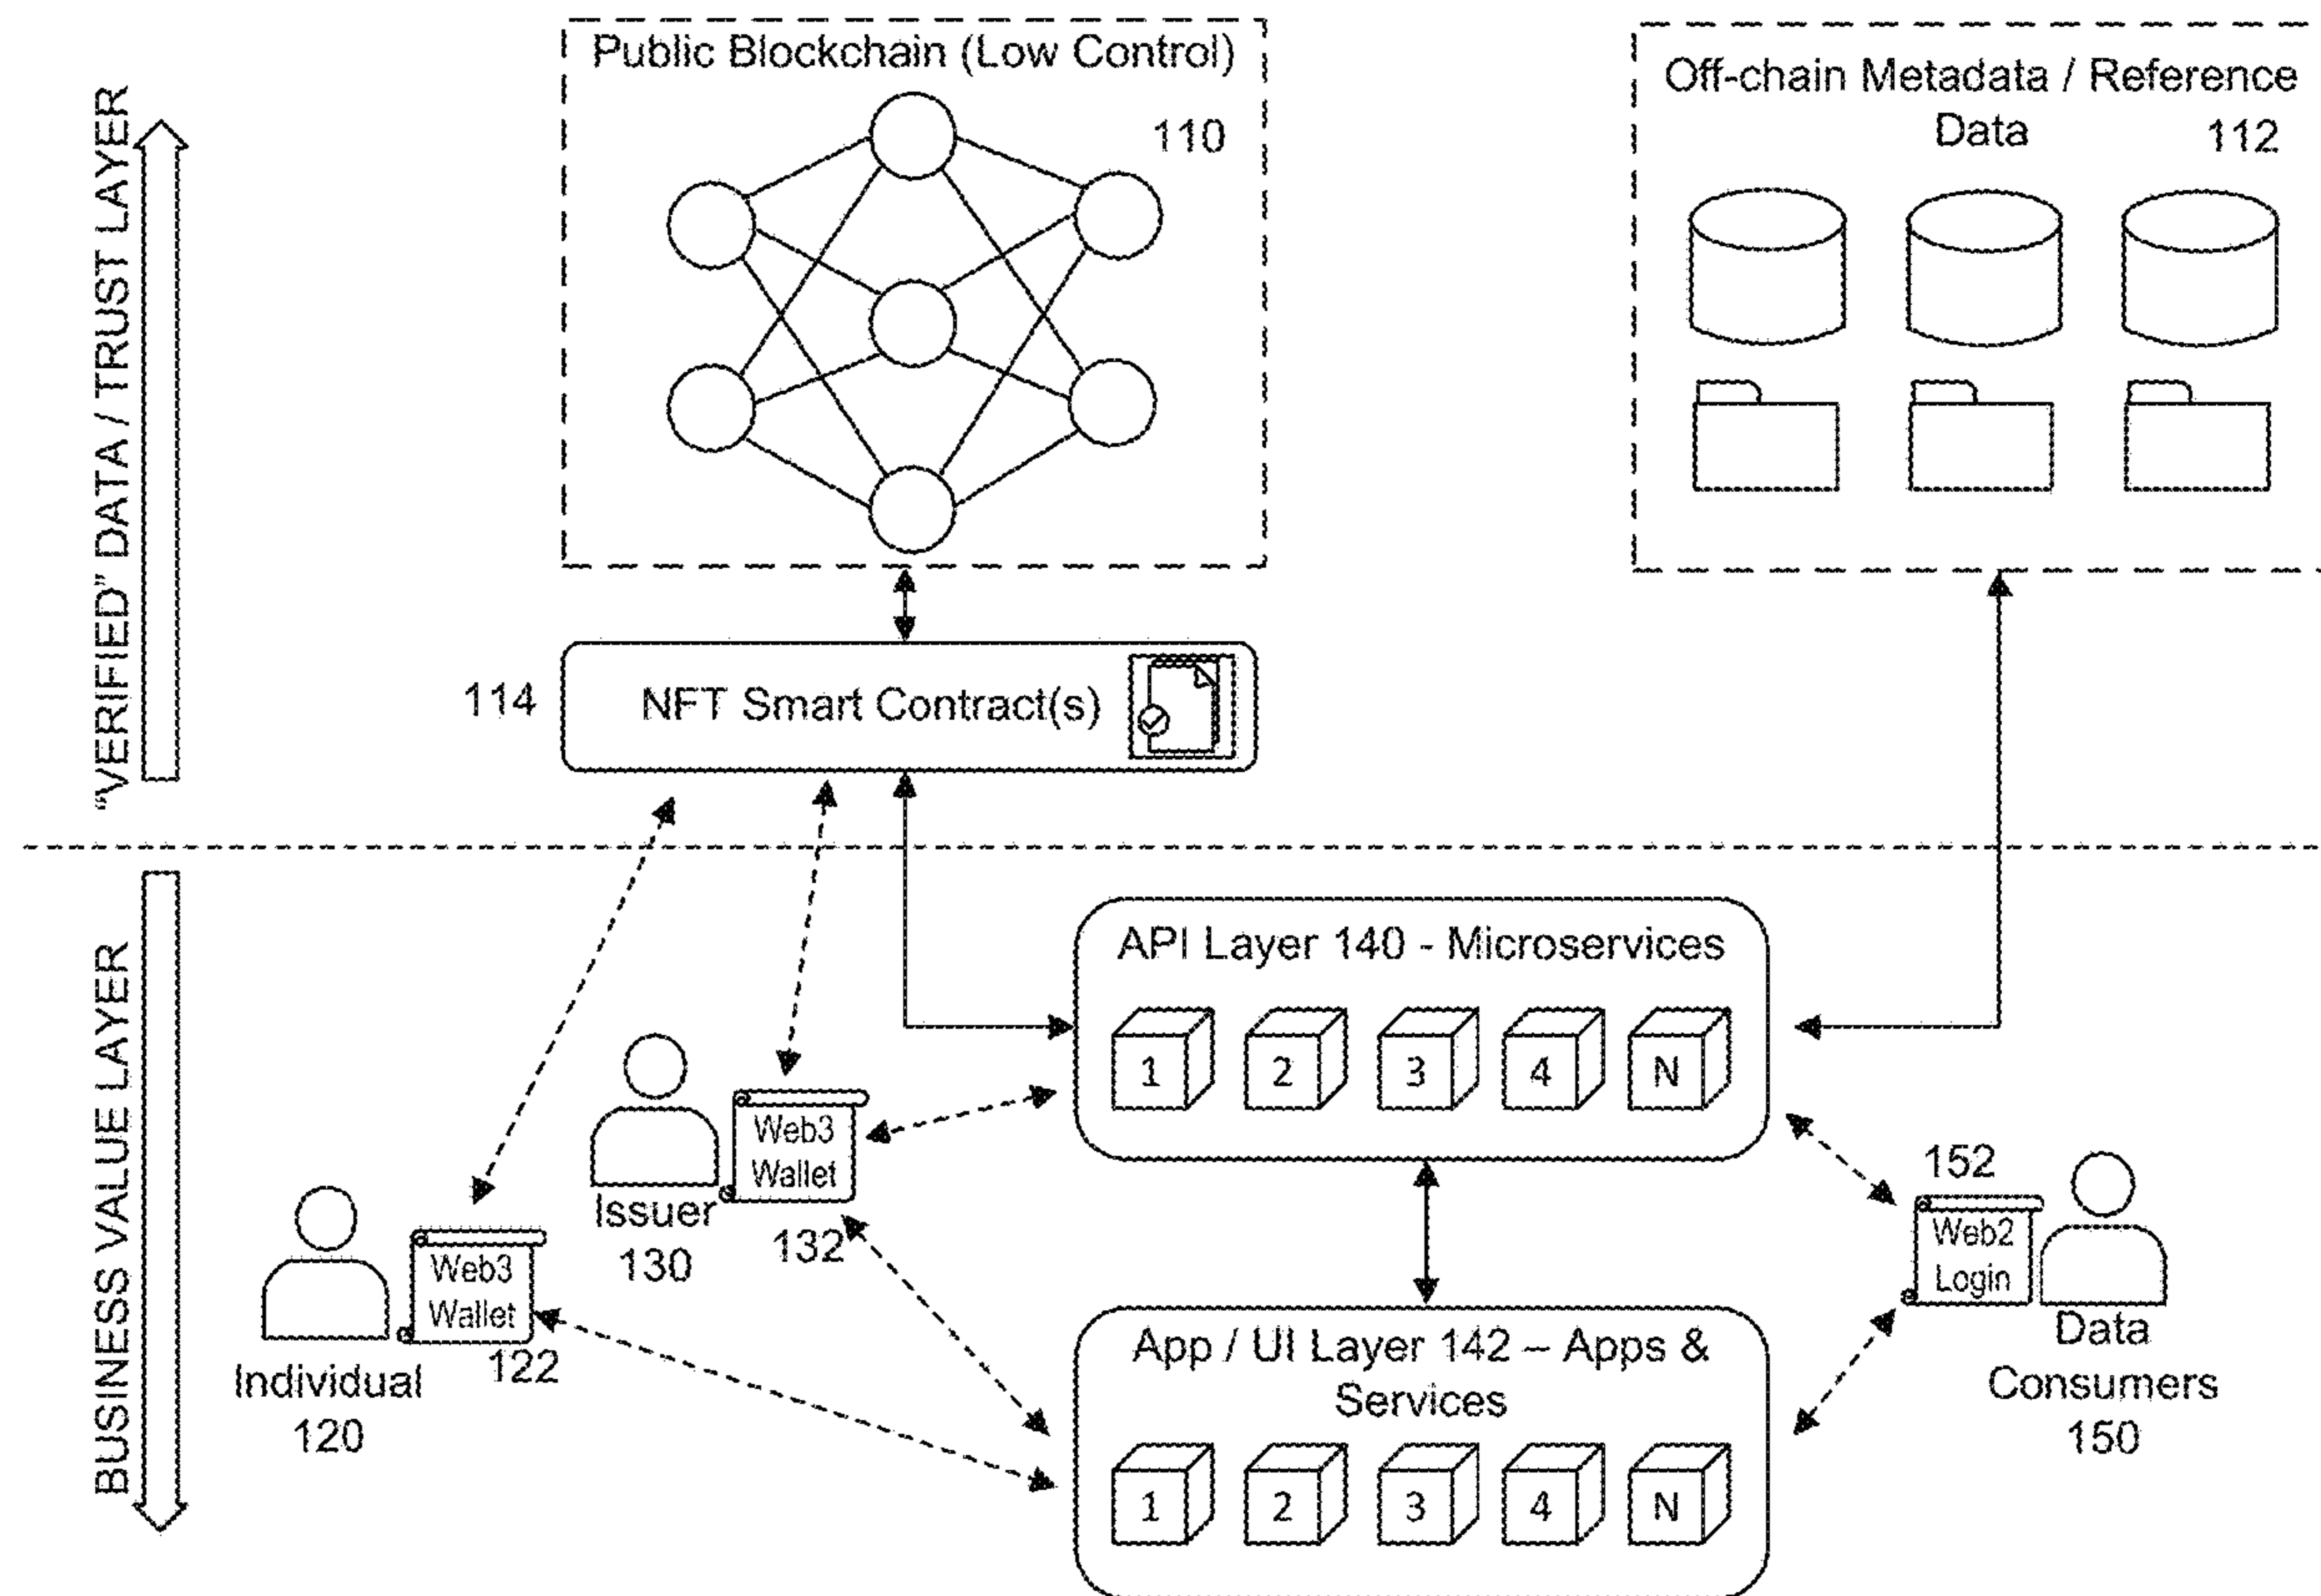 Public Blockchain (Low Control)
110
Off-chain Metadata / Reference
Data
112
"VERIFIED" DATA / TRUST LAYER
114
NFT Smart Contract(s)
BUSINESS VALUE LAYER
API Layer 140 - Microservices
1
2
3
4
N
Web3
Wallet
Issuer
130
132
Web3
Wallet
122
Individual
120
152
Web2
Login
Data
Consumers
150
App / UI Layer 142 – Apps &
Services
1
2
3
4
N